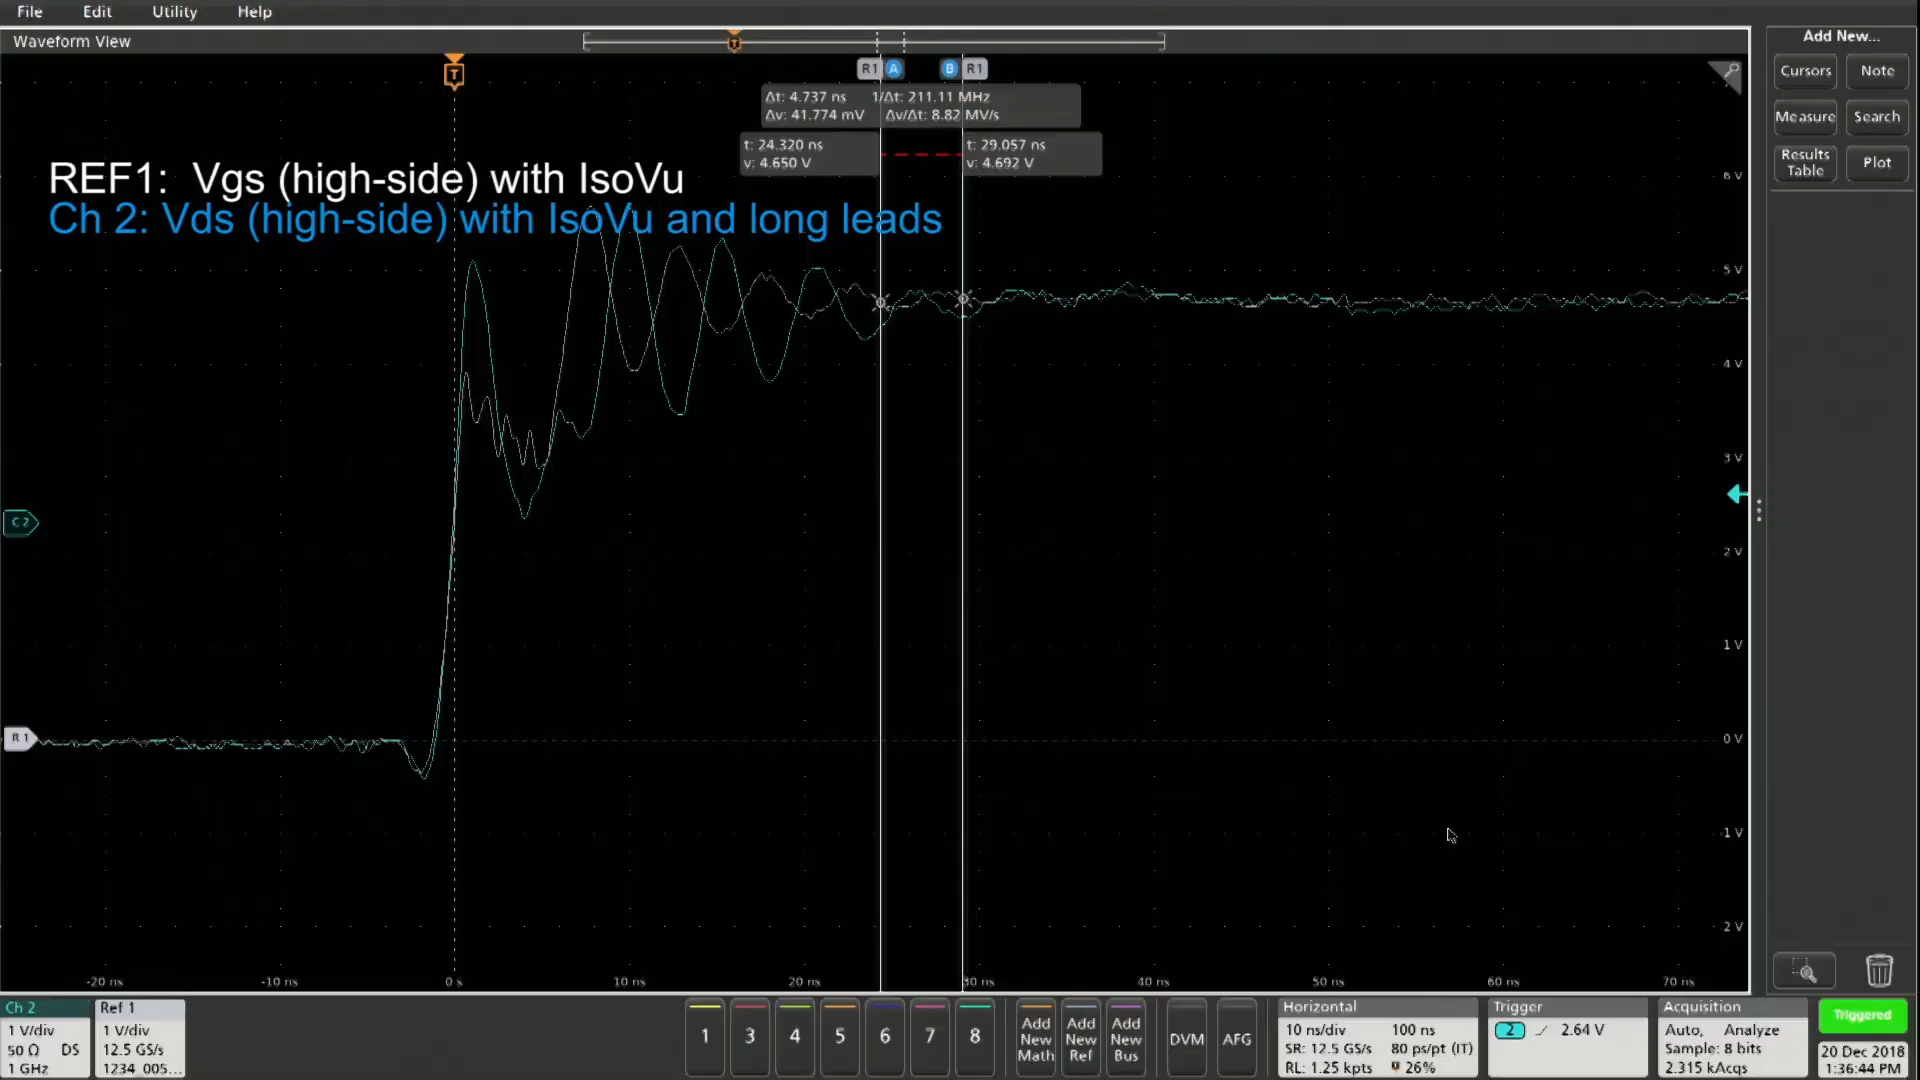 File Edit Utility Help
Waveform View
Add New...
Cursors Note
Measure Search
Results Table Plot
T
T
R1 A B R1
Δt: 4.737 ns 1/Δt: 211.11 MHz
Δv: 41.774 mV Δv/Δt: 8.82 MV/s
t: 24.320 ns
v: 4.650 V
t: 29.057 ns
v: 4.692 V
REF1: Vgs (high-side) with IsoVu
Ch 2: Vds (high-side) with IsoVu and long leads
6 V
5 V
4 V
3 V
C 2
2 V
1 V
R 1
0 V
-1 V
2 V
-20 ns -10 ns 0 s 10 ns 20 ns 30 ns 40 ns 50 ns 60 ns 70 ns
Ch 2
1 V/div
50 Ω DS
1 GHz
Ref 1
1 V/div
12.5 GS/s
1234_005...
1 3 4 5 6 7 8
Add New Math
Add New Ref
Add New Bus
DVM AFG
Horizontal
10 ns/div 100 ns
SR: 12.5 GS/s 80 ps/pt (IT)
RL: 1.25 kpts 26%
Trigger
2 2.64 V
Acquisition
Auto, Analyze
Sample: 8 bits
2.315 kAcqs
Triggered
20 Dec 2018
1:36:44 PM